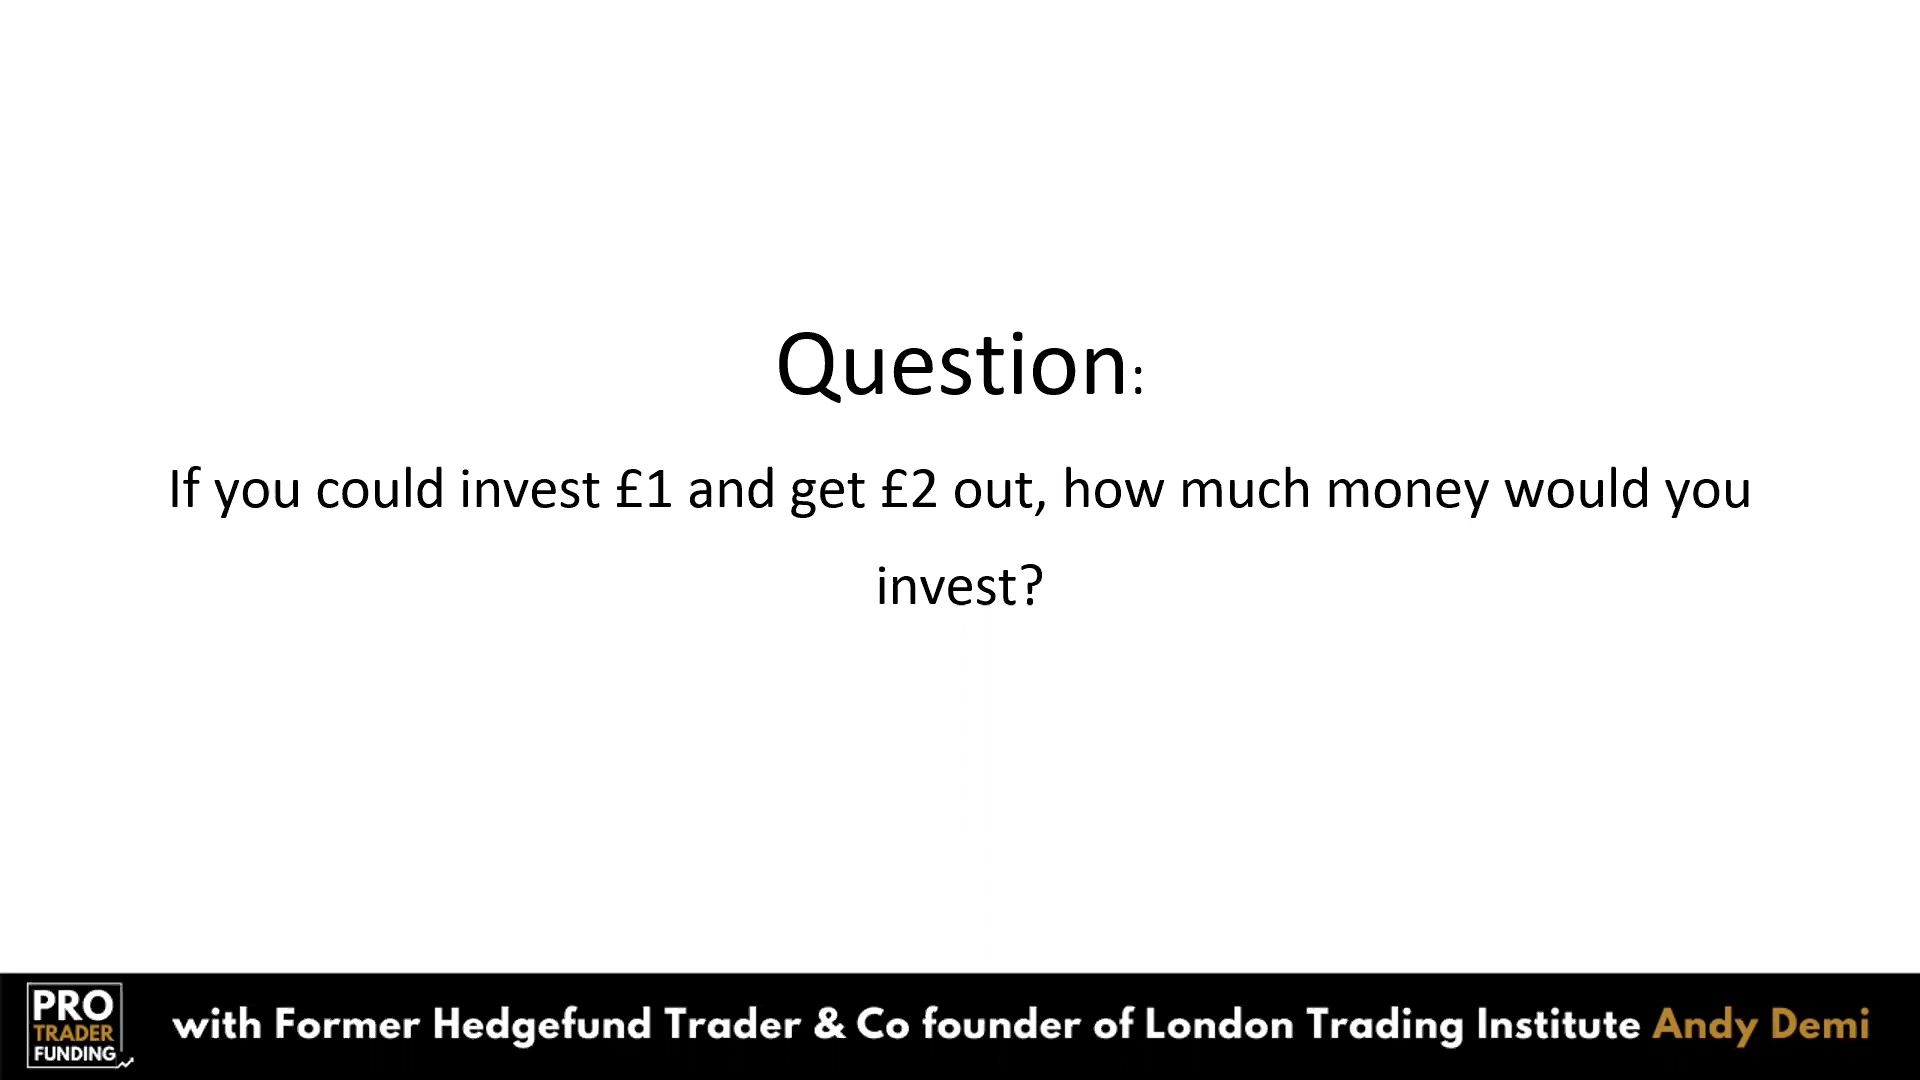 Question:
If you could invest £1 and get £2 out, how much money would you
invest?
PRO
TRADER
FUNDING
with Former Hedgefund Trader & Co founder of London Trading Institute Andy Demi